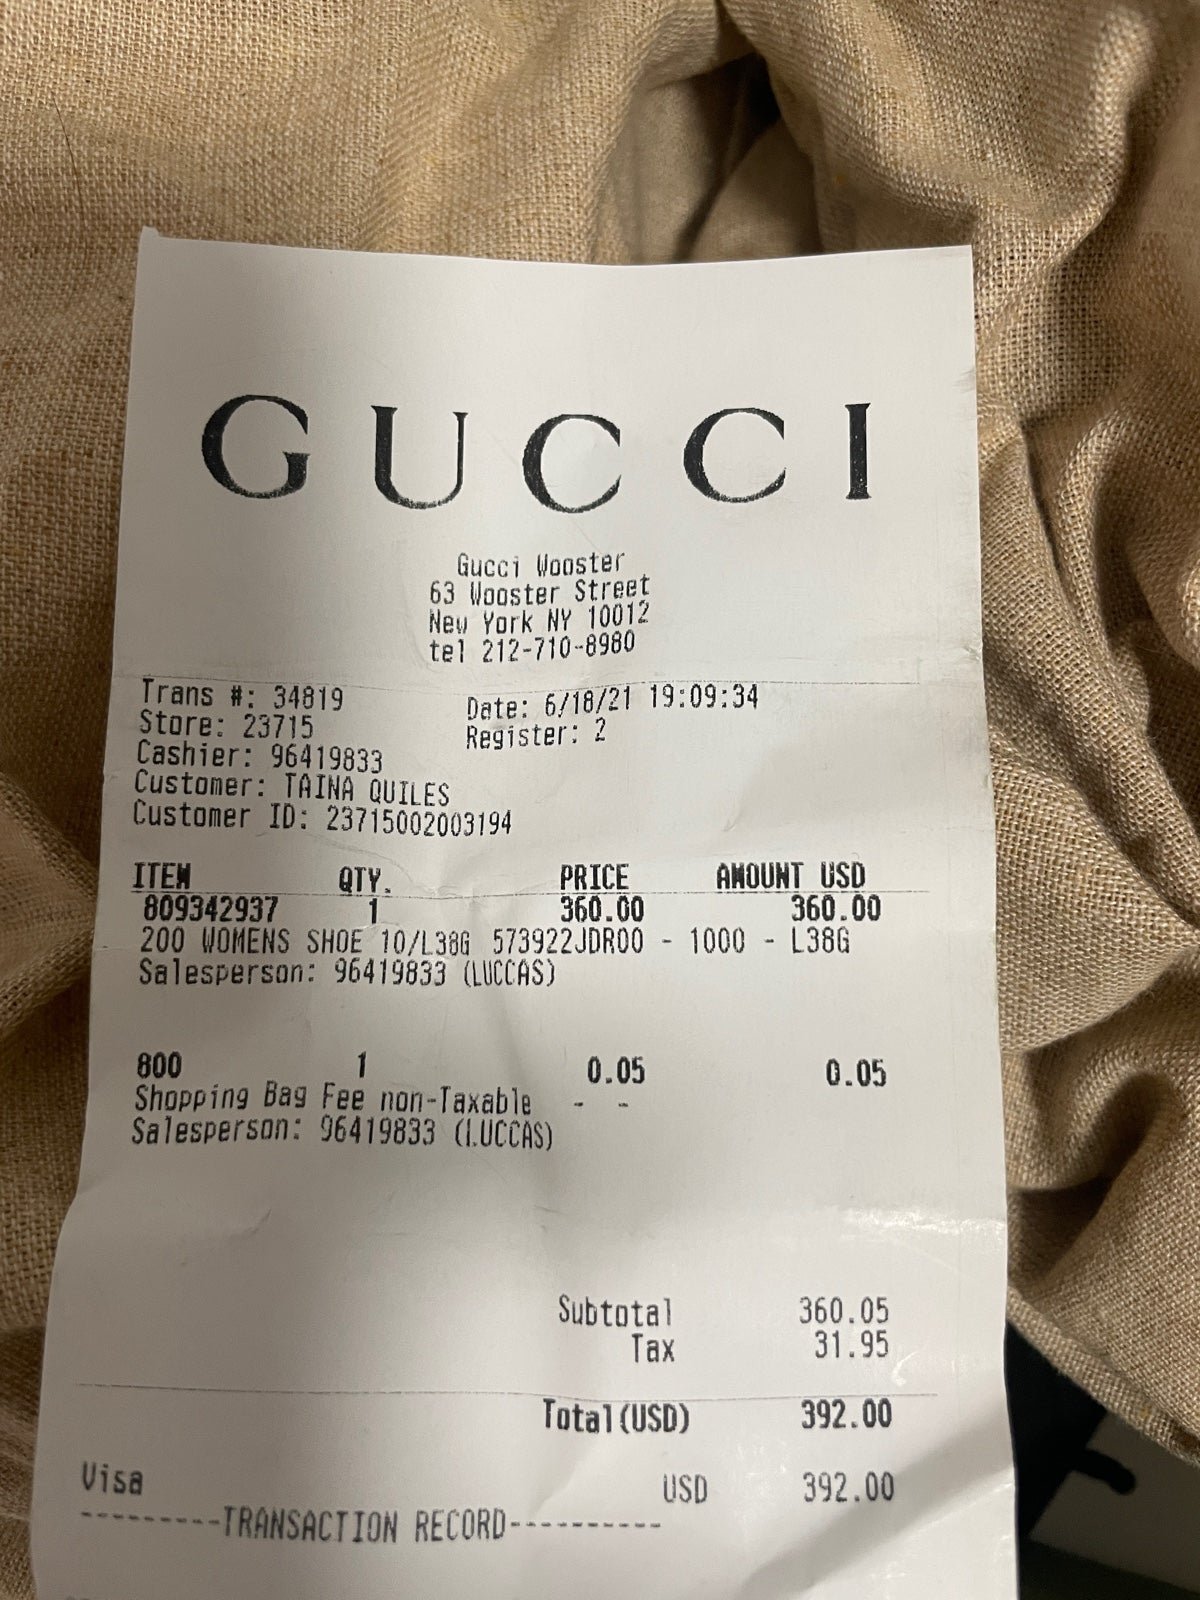 GUCCI
Gucci Wooster
63 Wooster Street
New York NY 10012
tel 212-710-8980
Trans #: 34819 Date: 6/18/21 19:09:34
Store: 23715 Register: 2
Cashier: 96419833
Customer: TAINA QUILES
Customer ID: 23715002003194
ITEM QTY. PRICE AMOUNT USD
809342937 1 360.00 360.00
200 WOMENS SHOE 10/L38G 573922JDR00 - 1000 - L38G
Salesperson: 96419833 (LUCCAS)
800 1 0.05 0.05
Shopping Bag Fee non-Taxable - -
Salesperson: 96419833 (LUCCAS)
Subtotal 360.05
Tax 31.95
Total(USD) 392.00
Visa USD 392.00
---------TRANSACTION RECORD----------